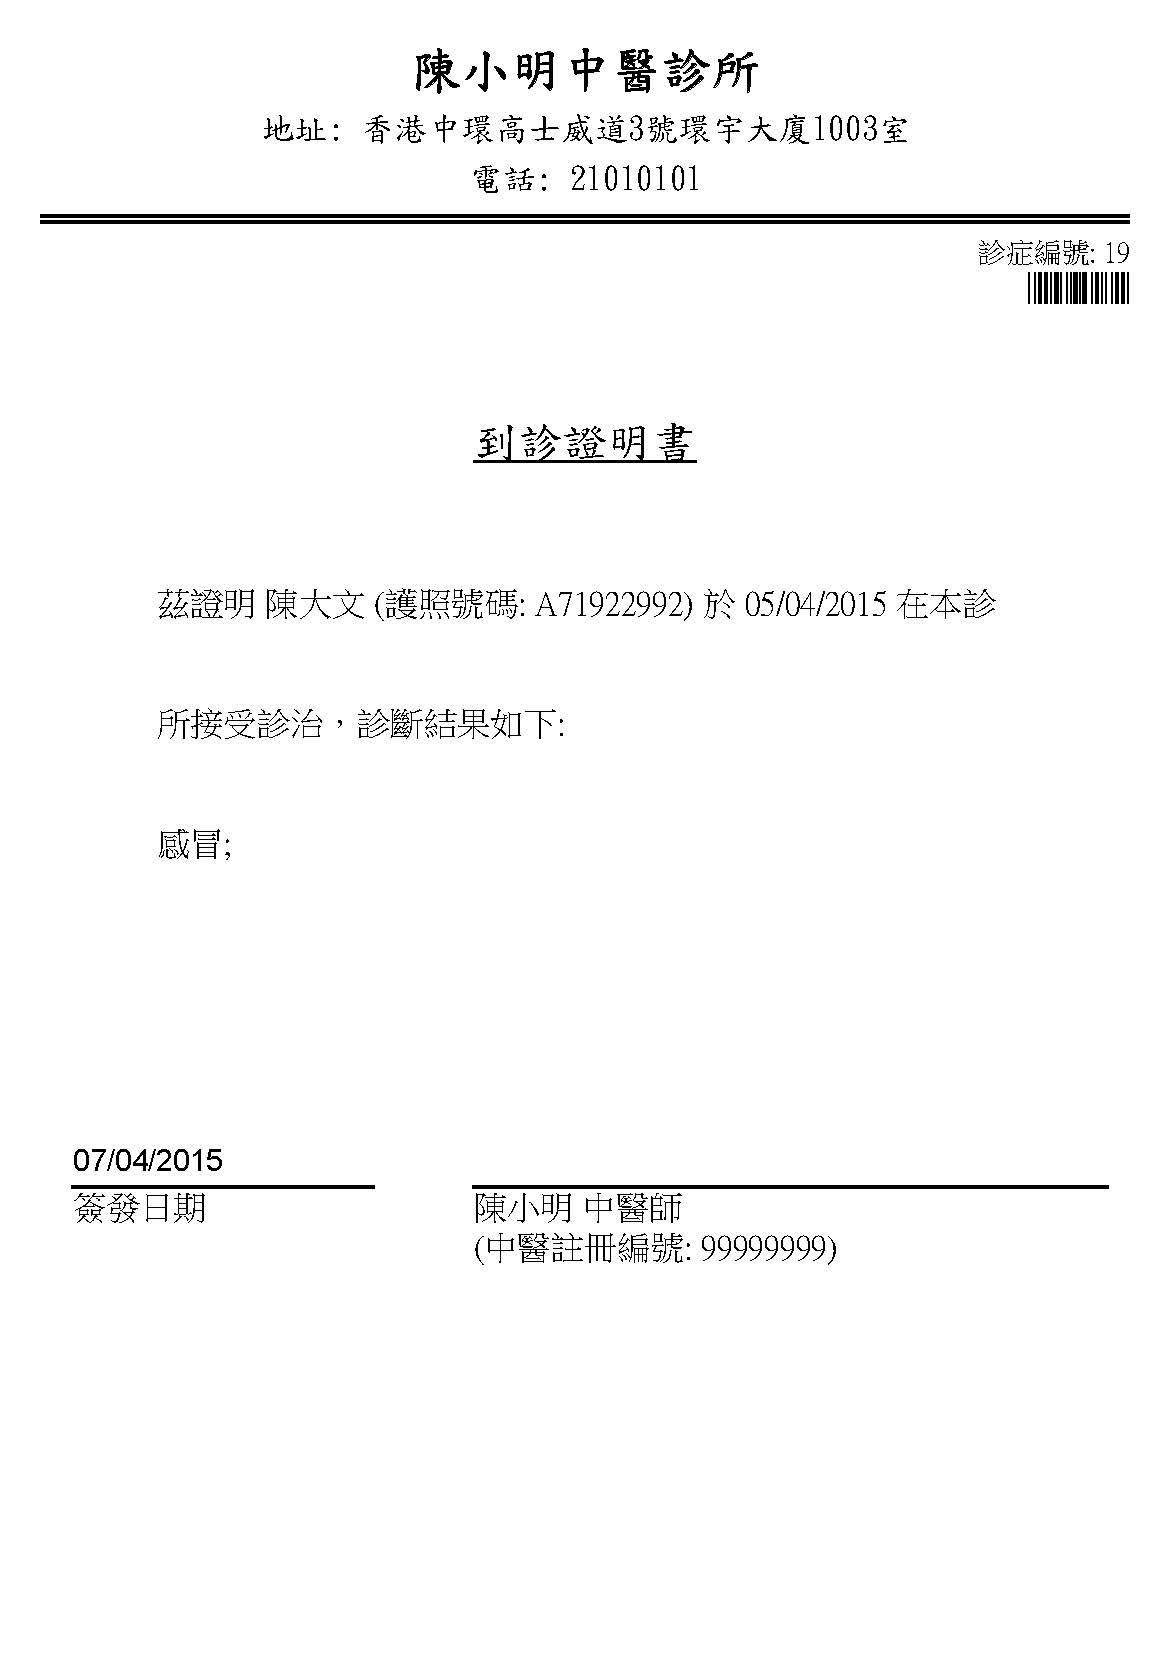 陳小明中醫診所
地址: 香港中環高士威道3號環宇大廈1003室
電話: 21010101
診症編號: 19
到診證明書
茲證明 陳大文 (護照號碼: A71922992) 於 05/04/2015 在本診
所接受診治，診斷結果如下:
感冒;
07/04/2015
簽發日期
陳小明 中醫師
(中醫註冊編號: 99999999)